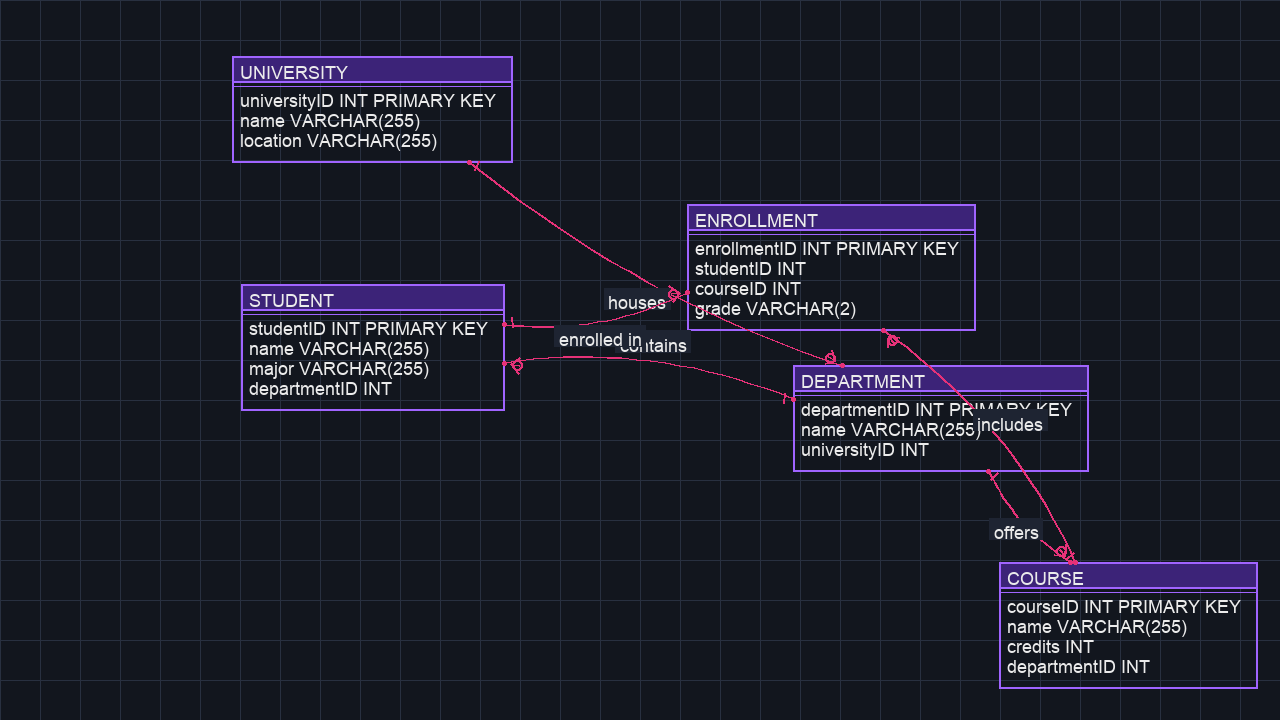 UNIVERSITY
universityID INT PRIMARY KEY
name VARCHAR(255)
location VARCHAR(255)
ENROLLMENT
enrollmentID INT PRIMARY KEY
studentID INT
courseID INT
grade VARCHAR(2)
STUDENT
studentID INT PRIMARY KEY
name VARCHAR(255)
major VARCHAR(255)
departmentID INT
houses
enrolled in
contains
DEPARTMENT
departmentID INT PRIMARY KEY
name VARCHAR(255)
universityID INT
includes
offers
COURSE
courseID INT PRIMARY KEY
name VARCHAR(255)
credits INT
departmentID INT